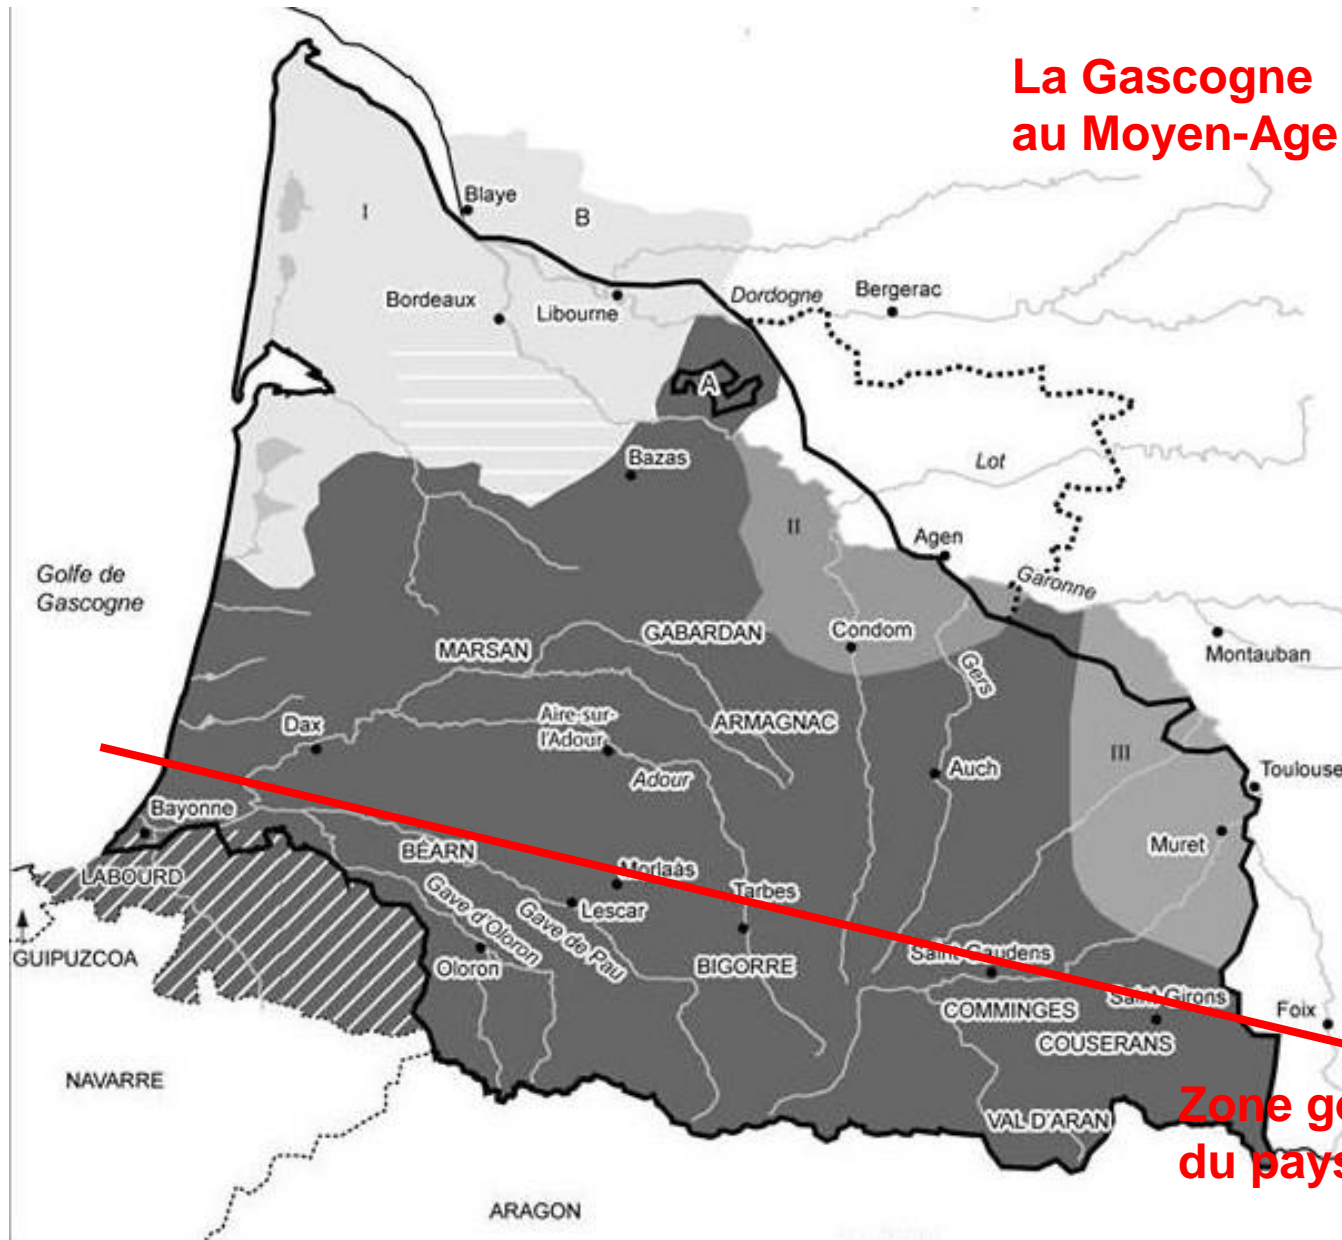 La Gascogne
au Moyen-Age
Blaye
I
B
Bordeaux
Libourne
Dordogne
Bergerac
A
Bazas
Lot
II
Agen
Golfe de
Gascogne
Garonne
GABARDAN
Condom
MARSAN
Montauban
Gers
Dax
Aire-sur-
l'Adour
ARMAGNAC
III
Adour
Auch
Toulouse
Bayonne
Muret
BÉARN
LABOURD
Morlaàs
Tarbes
Gave d'Oloron
Gave de Pau
Lescar
GUIPUZCOA
Oloron
BIGORRE
Saint-Gaudens
COMMINGES
Saint-Girons
Foix
COUSERANS
NAVARRE
VAL D'ARAN
Zone
du pays
ARAGON